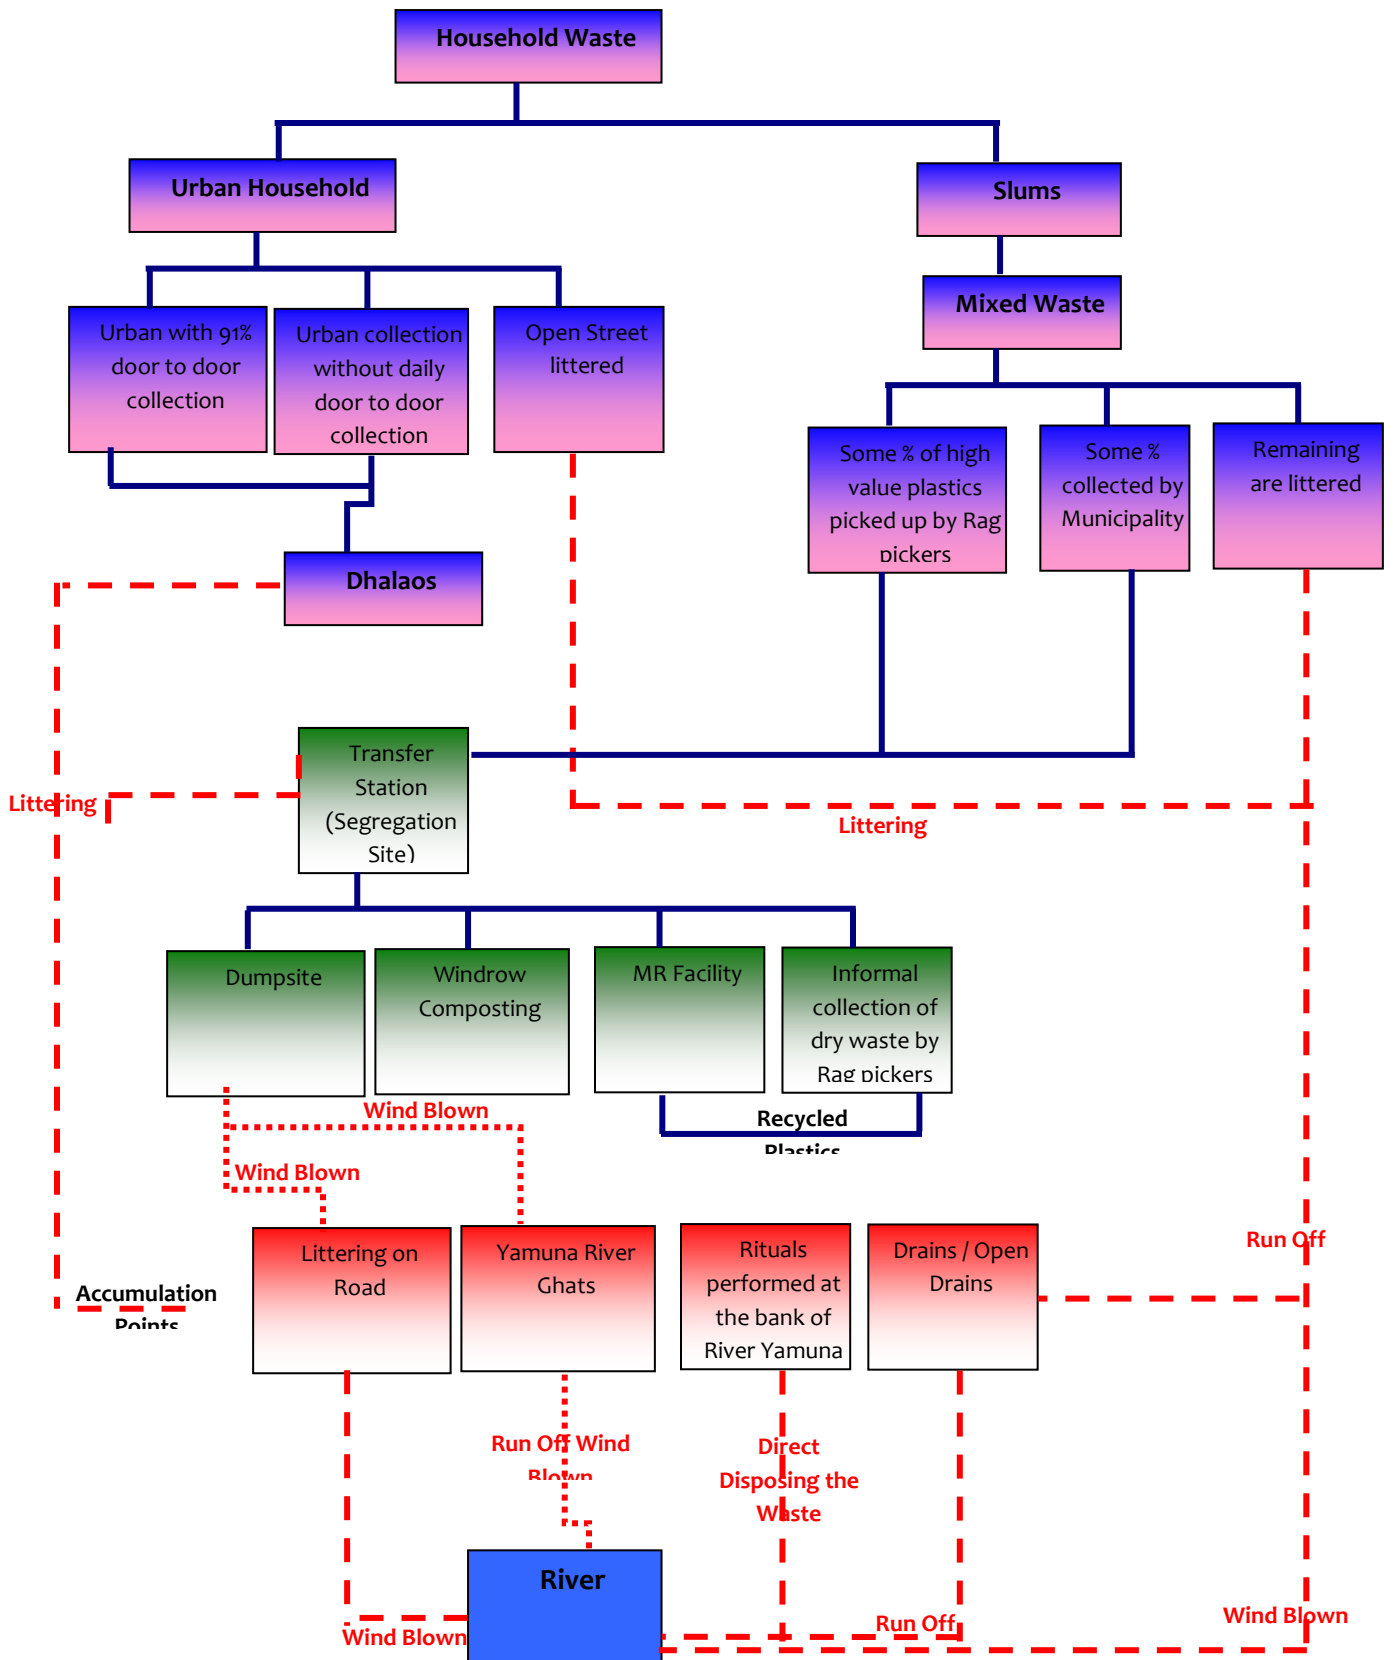 Household Waste
Urban Household
Slums
Mixed Waste
Urban with 91%
door to door
collection
Urban collection
without daily
door to door
collection
Open Street
littered
Some % of high
value plastics
picked up by Rag
pickers
Some %
collected by
Municipality
Remaining
are littered
Dhalaos
Transfer
Station
(Segregation
Site)
Littering
Littering
Dumpsite
Windrow
Composting
MR Facility
Informal
collection of
dry waste by
Rag pickers
Wind Blown
Recycled
Plastics
Wind Blown
Littering on
Road
Yamuna River
Ghats
Rituals
performed at
the bank of
River Yamuna
Drains / Open
Drains
Run Off
Accumulation
Points
Run Off Wind
Blown
Direct
Disposing the
Waste
River
Wind Blown
Run Off
Wind Blown